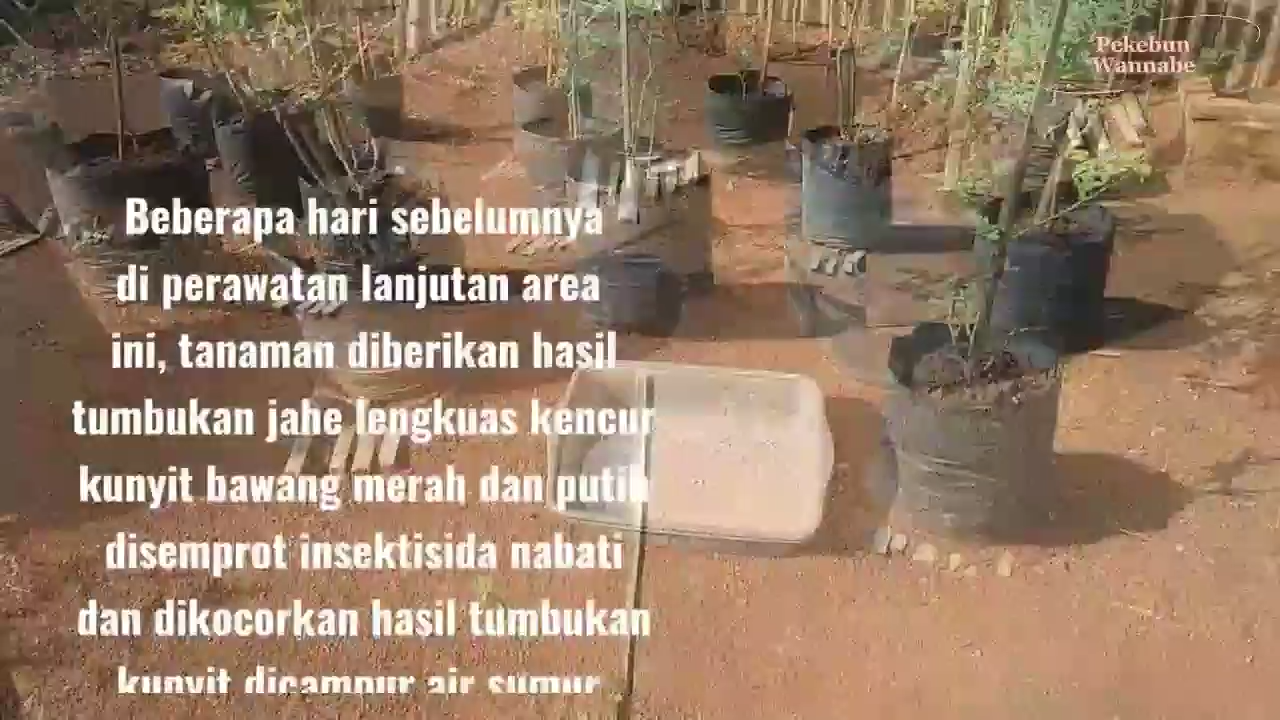 Pekebun
Wannabe
Beberapa hari sebelumnya
di perawatan lanjutan area
ini, tanaman diberikan hasil
tumbukan jahe lengkuas kencur
kunyit bawang merah dan putih
disemprot insektisida nabati
dan dikocorkan hasil tumbukan
kunyit dicampur air sumur